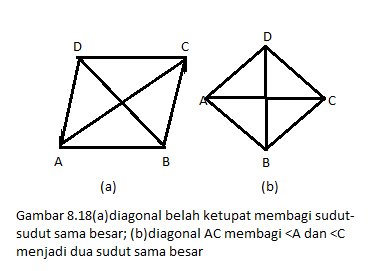 D
C
A
B
(a)
D
A
C
B
(b)
Gambar 8.18(a)diagonal belah ketupat membagi sudut-
sudut sama besar; (b)diagonal AC membagi <A dan <C
menjadi dua sudut sama besar